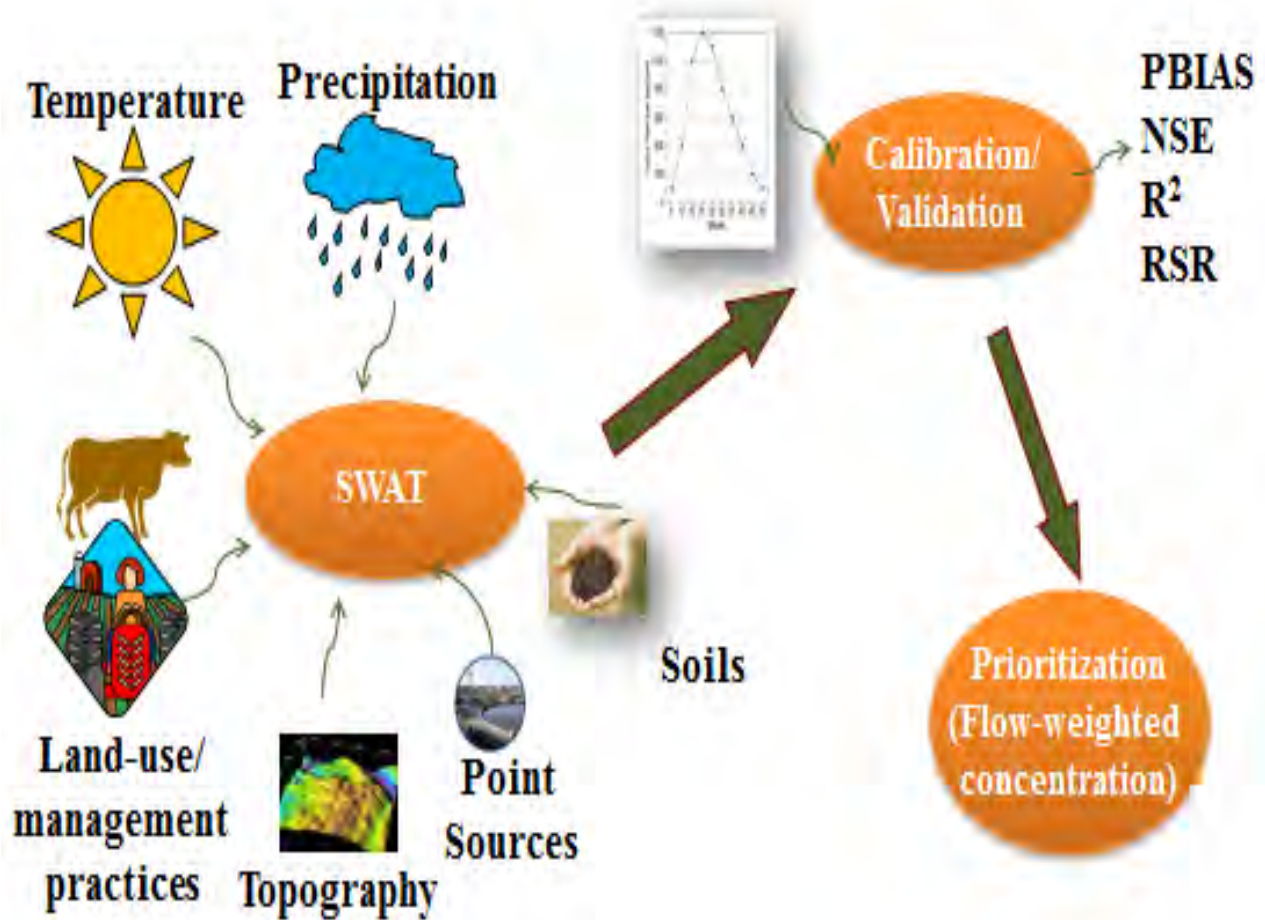 Temperature
Precipitation
PBIAS
NSE
R²
RSR
Calibration/
Validation
SWAT
Soils
Land-use/
management
practices
Topography
Point
Sources
Prioritization
(Flow-weighted
concentration)